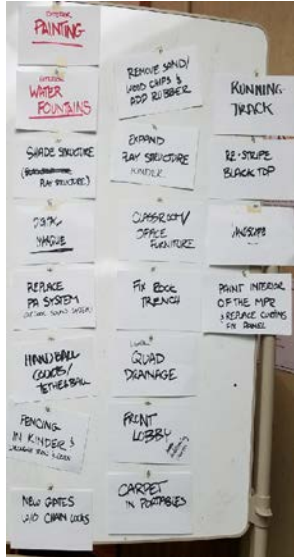 EXTERIOR
PAINTING
EXTERIOR
WATER
FOUNTAINS
SHADE STRUCTURE
PLAY STRUCTURE)
DIGITAL
MARQUE
REPLACE
PA SYSTEM
SOUND SYSTEM)
HANDBALL
COURTS/
TETHERBALL
FENCING
IN KINDER &
NEW GATES
W/O CHAIN LOCKS
REMOVE SAND/
WOOD CHIPS &
ADD RUBBER
EXPAND
PLAY STRUCTURE
KINDER
CLASSROOM/
OFFICE
FURNITURE
FIX ROCK
TRENCH
QUAD
DRAINAGE
FRONT
LOBBY
CARPET
IN PORTABLES
RUNNING
TRACK
RE-STRIPE
BLACK TOP
LANDSCAPE
PAINT INTERIOR
OF THE MPR
& REPLACE CURTAINS
FIX PANEL